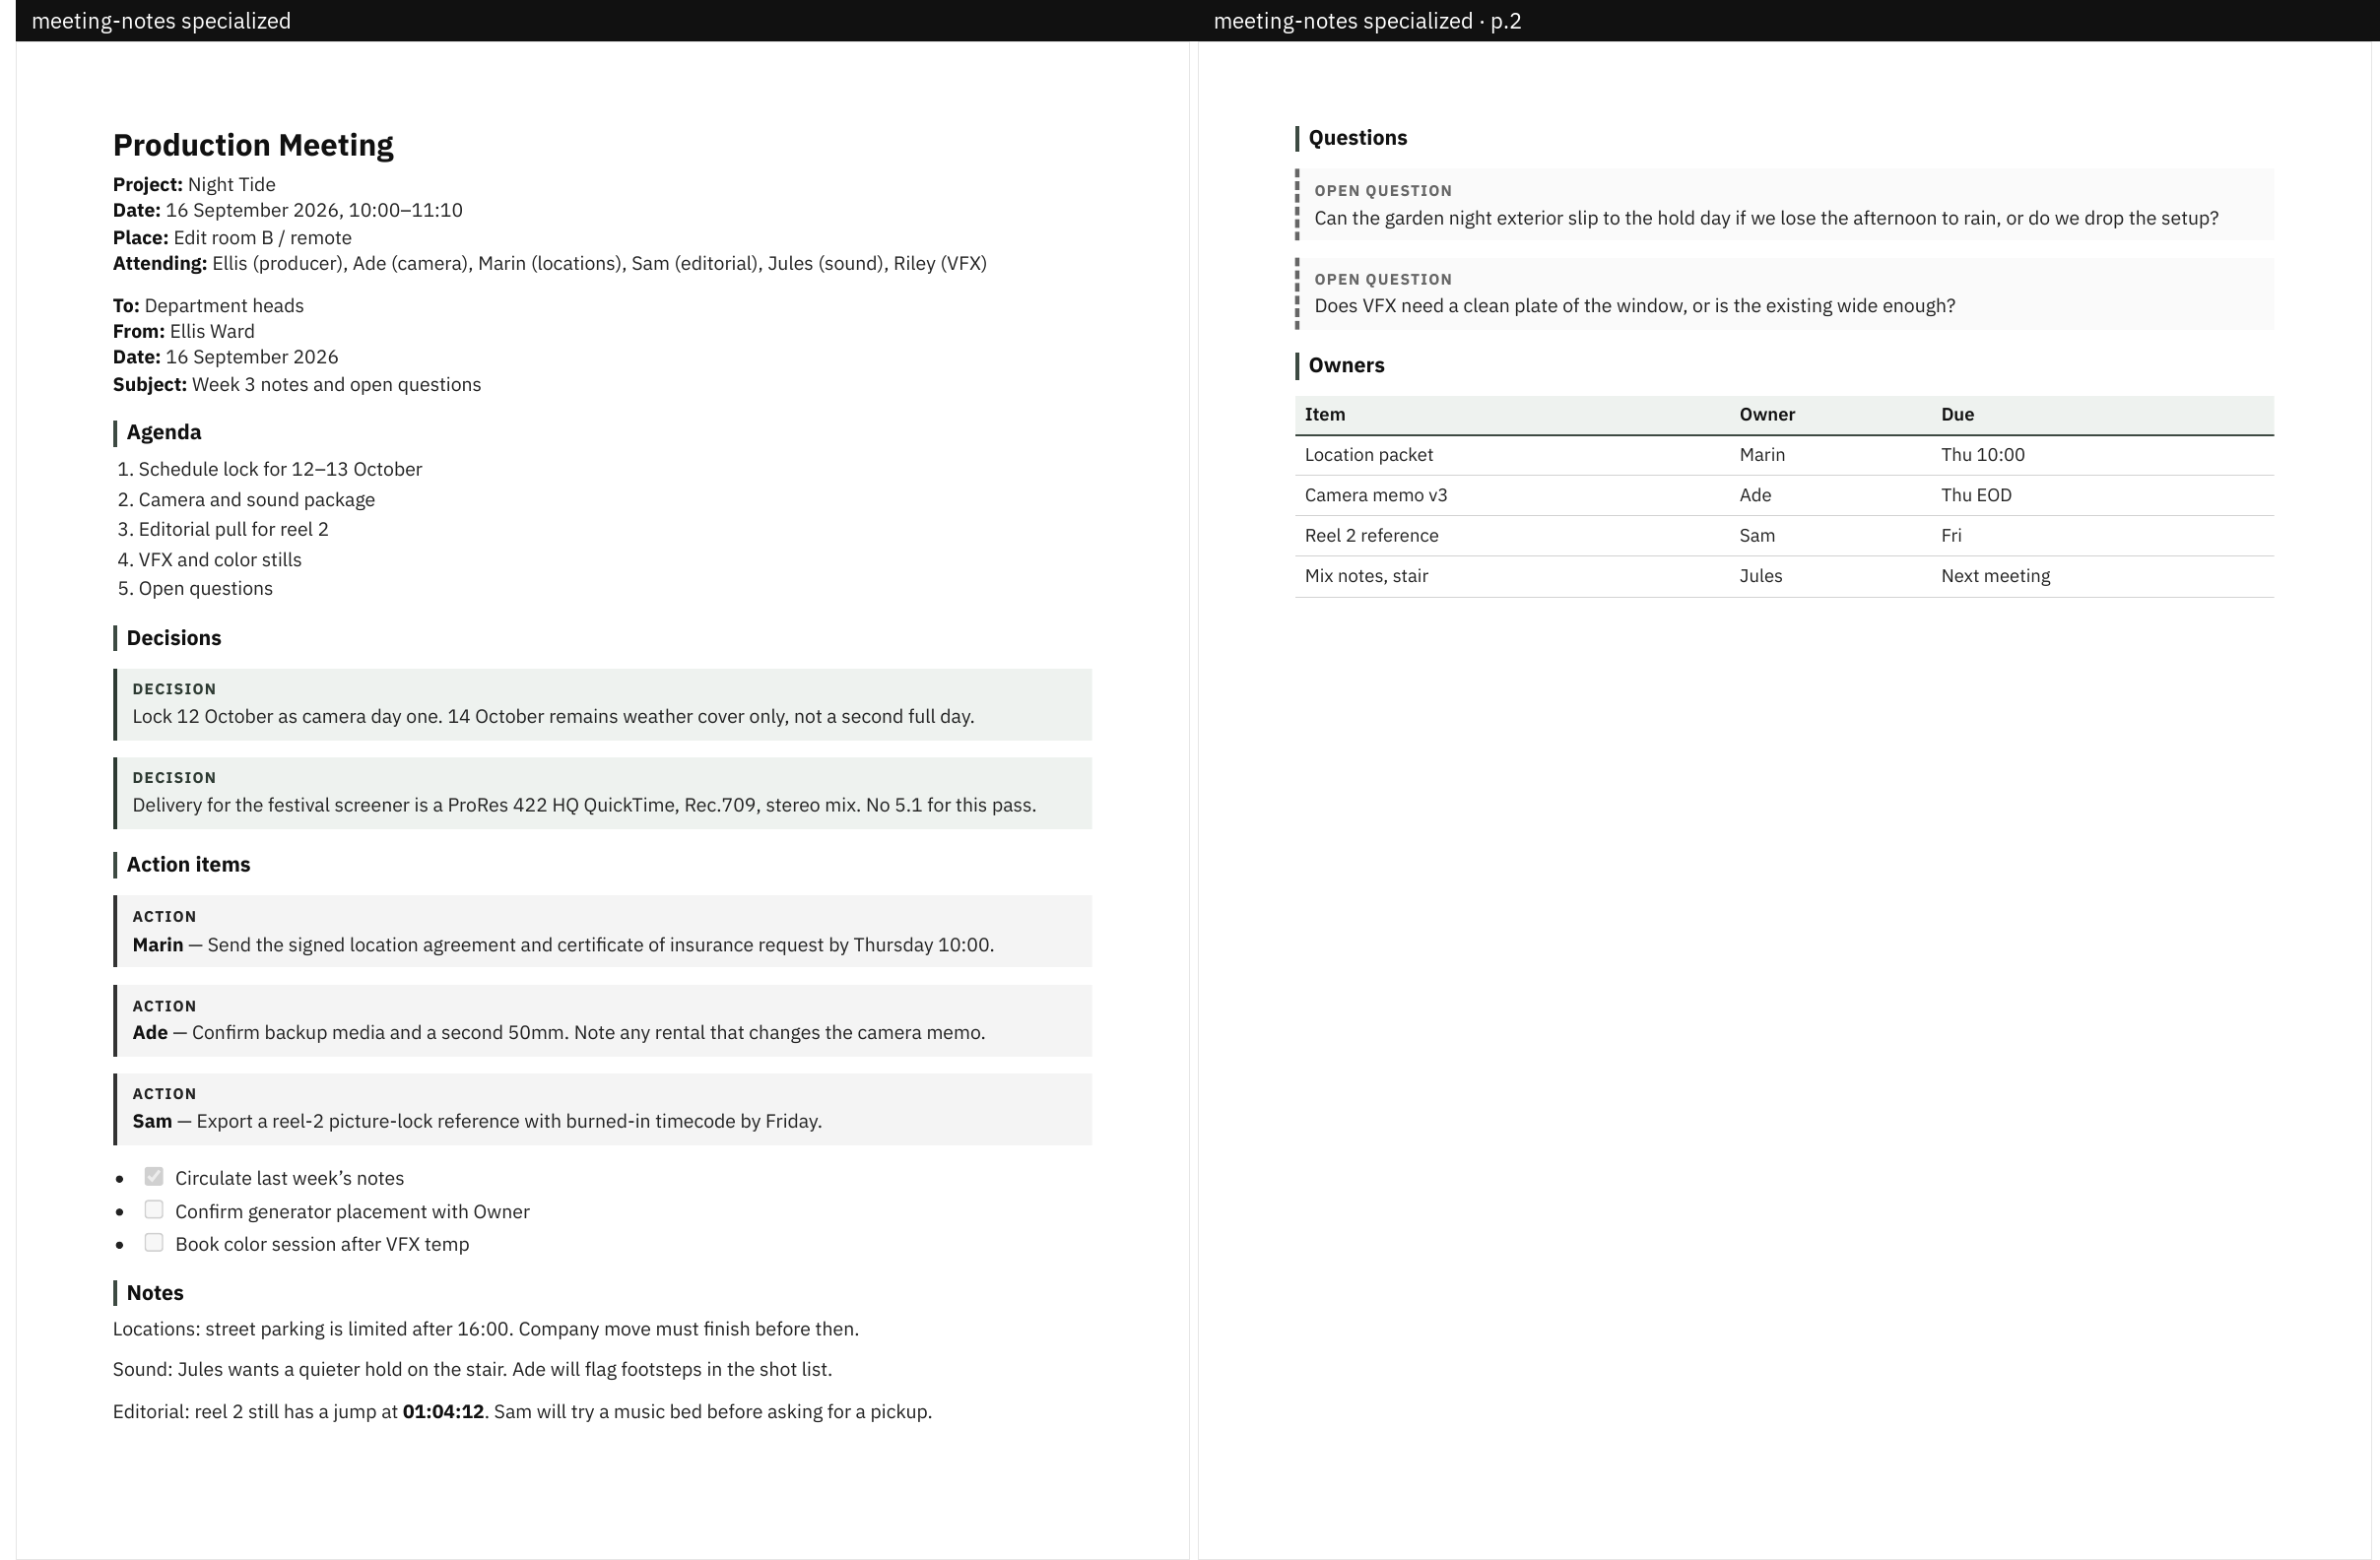 meeting-notes specialized
Production Meeting
Project: Night Tide
Date: 16 September 2026, 10:00–11:10
Place: Edit room B / remote
Attending: Ellis (producer), Ade (camera), Marin (locations), Sam (editorial), Jules (sound), Riley (VFX)
To: Department heads
From: Ellis Ward
Date: 16 September 2026
Subject: Week 3 notes and open questions
Agenda
1. Schedule lock for 12–13 October
2. Camera and sound package
3. Editorial pull for reel 2
4. VFX and color stills
5. Open questions
Decisions
DECISION
Lock 12 October as camera day one. 14 October remains weather cover only, not a second full day.
DECISION
Delivery for the festival screener is a ProRes 422 HQ QuickTime, Rec.709, stereo mix. No 5.1 for this pass.
Action items
ACTION
Marin — Send the signed location agreement and certificate of insurance request by Thursday 10:00.
ACTION
Ade — Confirm backup media and a second 50mm. Note any rental that changes the camera memo.
ACTION
Sam — Export a reel-2 picture-lock reference with burned-in timecode by Friday.
Circulate last week’s notes
Confirm generator placement with Owner
Book color session after VFX temp
Notes
Locations: street parking is limited after 16:00. Company move must finish before then.
Sound: Jules wants a quieter hold on the stair. Ade will flag footsteps in the shot list.
Editorial: reel 2 still has a jump at 01:04:12. Sam will try a music bed before asking for a pickup.
meeting-notes specialized · p.2
Questions
OPEN QUESTION
Can the garden night exterior slip to the hold day if we lose the afternoon to rain, or do we drop the setup?
OPEN QUESTION
Does VFX need a clean plate of the window, or is the existing wide enough?
Owners
Item Owner Due
Location packet Marin Thu 10:00
Camera memo v3 Ade Thu EOD
Reel 2 reference Sam Fri
Mix notes, stair Jules Next meeting